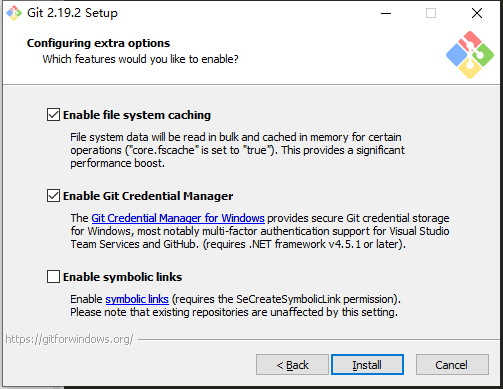 Git 2.19.2 Setup
Configuring extra options
Which features would you like to enable?
Enable file system caching
File system data will be read in bulk and cached in memory for certain
operations ("core.fscache" is set to "true"). This provides a significant
performance boost.
Enable Git Credential Manager
The Git Credential Manager for Windows provides secure Git credential storage
for Windows, most notably multi-factor authentication support for Visual Studio
Team Services and GitHub. (requires .NET framework v4.5.1 or later).
Enable symbolic links
Enable symbolic links (requires the SeCreateSymbolicLink permission).
Please note that existing repositories are unaffected by this setting.
https://gitforwindows.org/
< Back Install Cancel